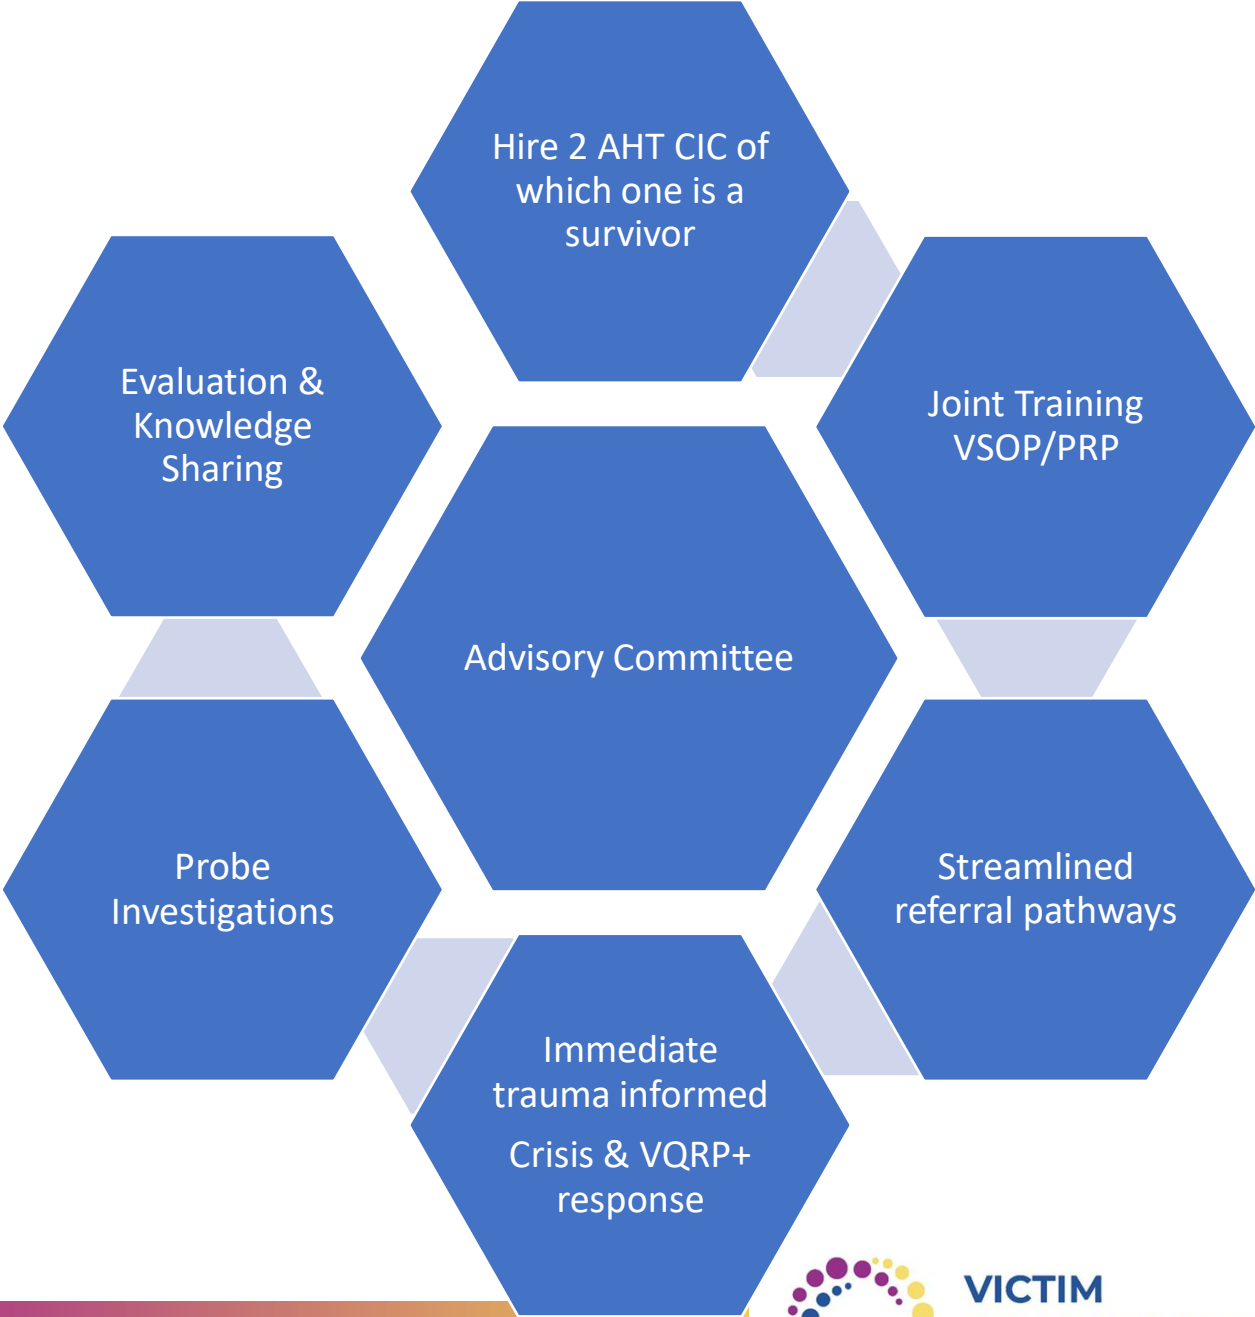 Hire 2 AHT CIC of
which one is a
survivor
Joint Training
VSOP/PRP
Streamlined
referral pathways
Immediate
trauma informed
Crisis & VQRP+
response
Probe
Investigations
Evaluation &
Knowledge
Sharing
Advisory Committee
VICTIM